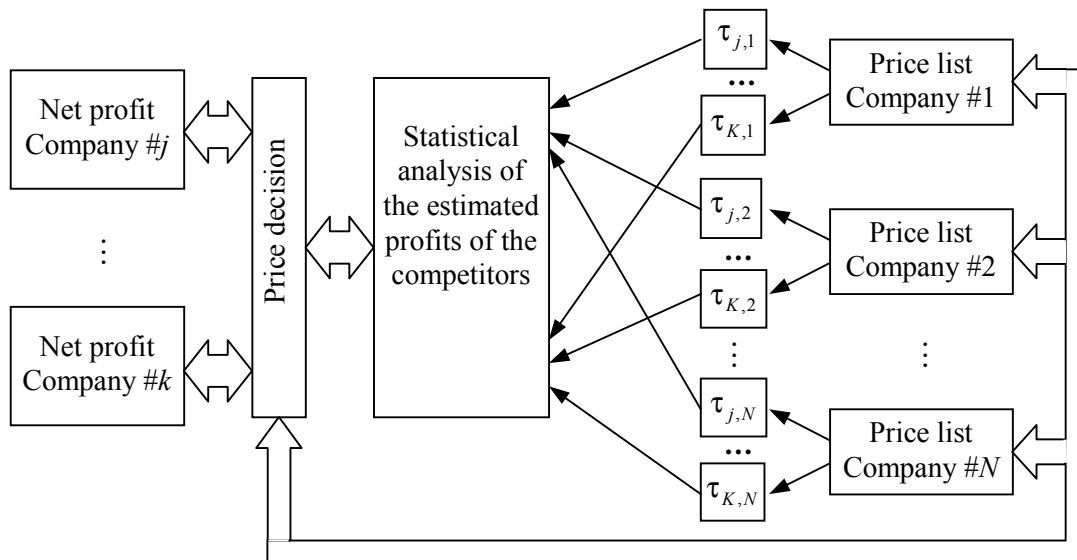 Net profit
Company #j
⋮
Net profit
Company #k
Price decision
Statistical
analysis of
the estimated
profits of the
competitors
τj,1
...
τK,1
τj,2
...
τK,2
⋮
τj,N
...
τK,N
Price list
Company #1
Price list
Company #2
⋮
Price list
Company #N